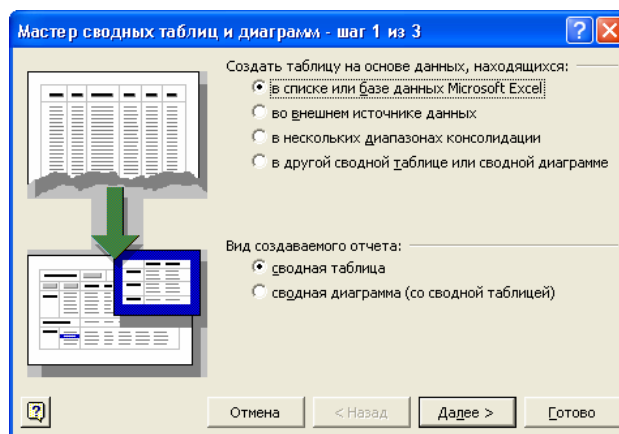 Мастер сводных таблиц и диаграмм - шаг 1 из 3
Создать таблицу на основе данных, находящихся:
в списке или базе данных Microsoft Excel
во внешнем источнике данных
в нескольких диапазонах консолидации
в другой сводной таблице или сводной диаграмме
Вид создаваемого отчета:
сводная таблица
сводная диаграмма (со сводной таблицей)
Отмена
< Назад
Далее >
Готово